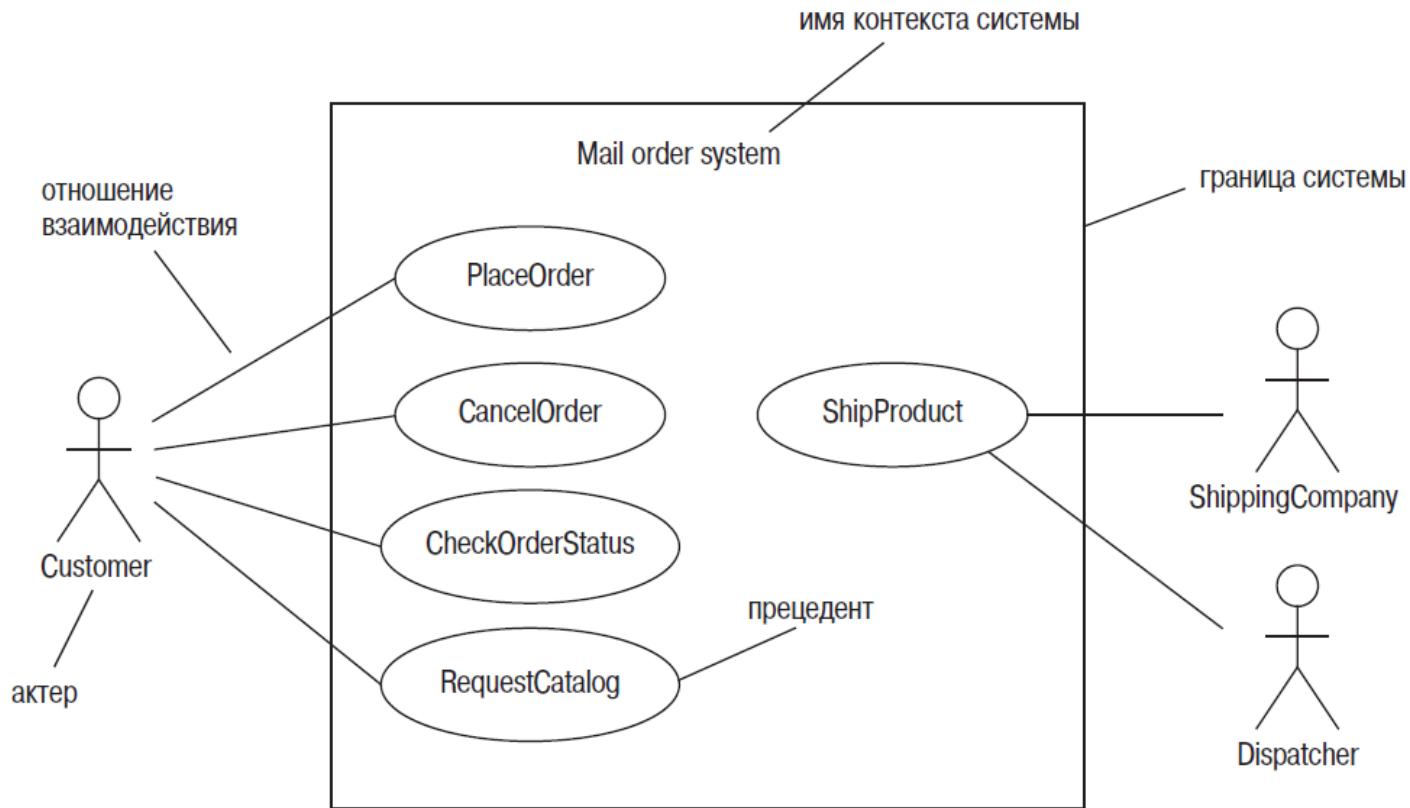 имя контекста системы
Mail order system
граница системы
отношение
взаимодействия
PlaceOrder
CancelOrder
ShipProduct
ShippingCompany
CheckOrderStatus
Customer
прецедент
RequestCatalog
актер
Dispatcher